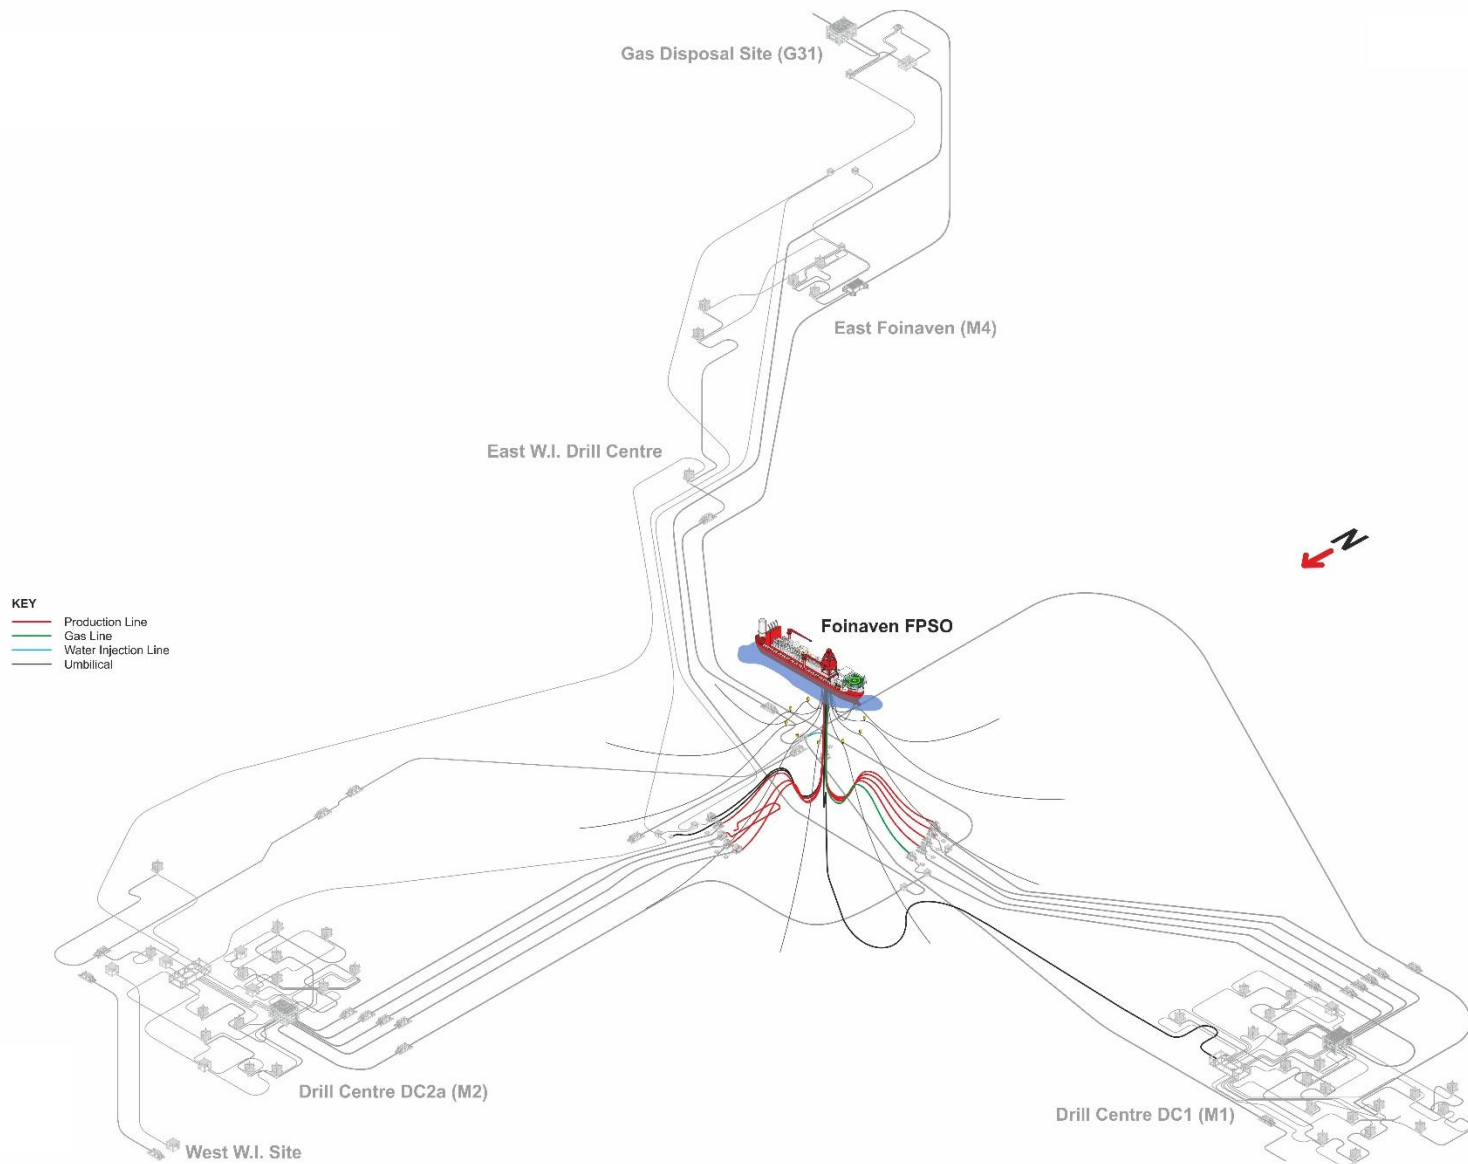 Gas Disposal Site (G31)
East Foinaven (M4)
East W.I. Drill Centre
N
KEY
Production Line
Gas Line
Water Injection Line
Umbilical
Foinaven FPSO
Drill Centre DC2a (M2)
Drill Centre DC1 (M1)
West W.I. Site